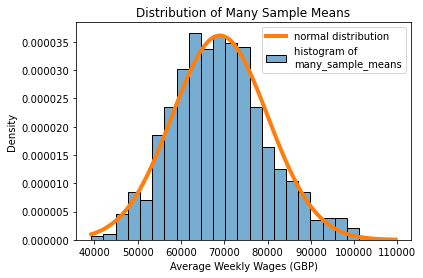 Distribution of Many Sample Means
normal distribution
histogram of
many_sample_means
0.000035
0.000030
0.000025
0.000020
0.000015
0.000010
0.000005
0.000000
Density
40000 50000 60000 70000 80000 90000 100000 110000
Average Weekly Wages (GBP)